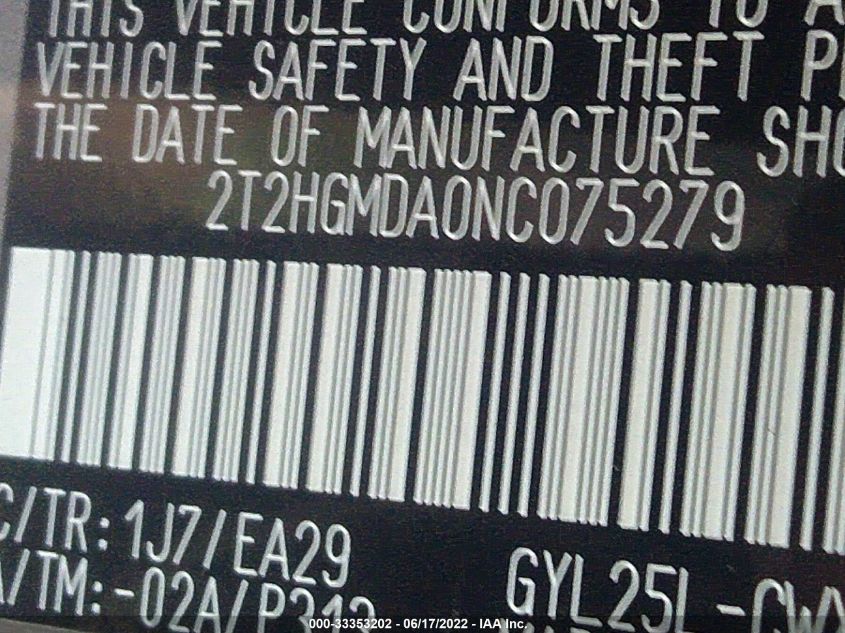 THIS VEHICLE CONFORMS TO
VEHICLE SAFETY AND THEFT
THE DATE OF MANUFACTURE
2T2HGMDA0NC075279
C/TR:1J7/EA29
/TM:-02A/P313
GYL25L-CWX
000-33353202 - 06/17/2022 - IAA Inc.